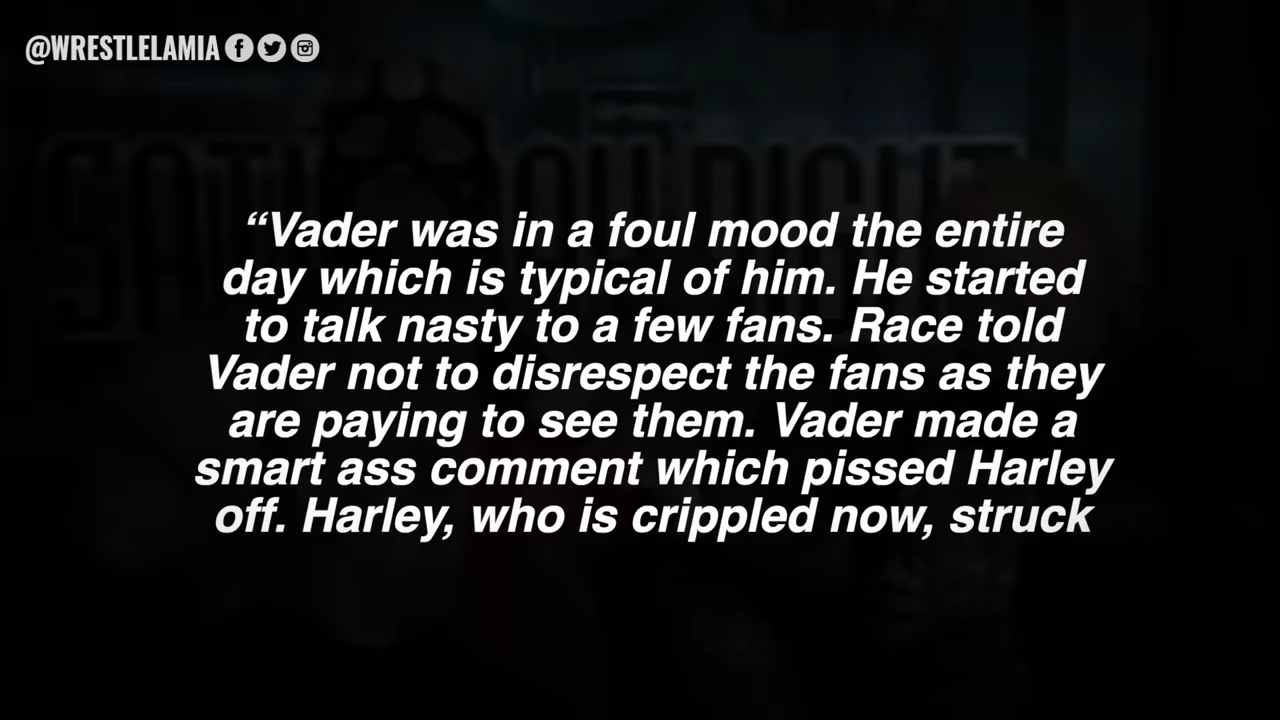 @WRESTLELAMIA
“Vader was in a foul mood the entire
day which is typical of him. He started
to talk nasty to a few fans. Race told
Vader not to disrespect the fans as they
are paying to see them. Vader made a
smart ass comment which pissed Harley
off. Harley, who is crippled now, struck